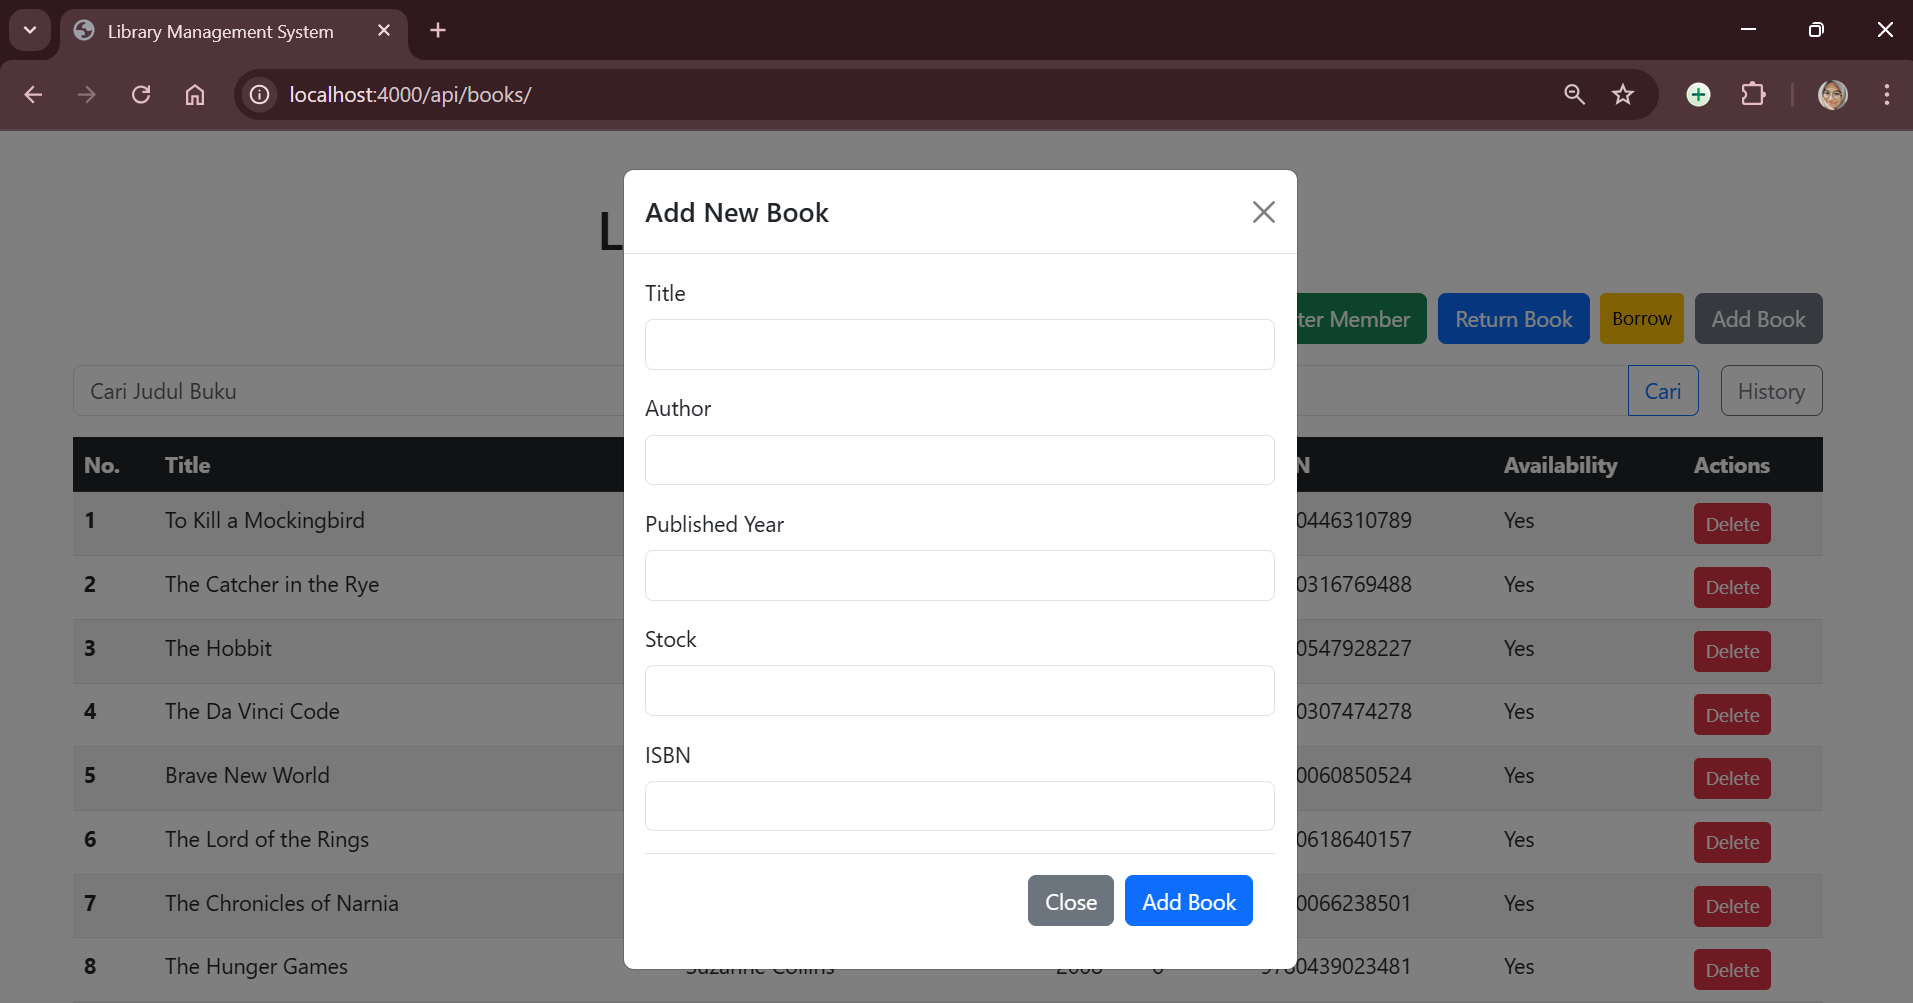 Library Management System
localhost:4000/api/books/
L
Add New Book
Title
Author
Published Year
Stock
ISBN
Close Add Book
ter Member Return Book Borrow Add Book
Cari Judul Buku Cari History
No. Title N Availability Actions
1 To Kill a Mockingbird 0446310789 Yes Delete
2 The Catcher in the Rye 0316769488 Yes Delete
3 The Hobbit 0547928227 Yes Delete
4 The Da Vinci Code 0307474278 Yes Delete
5 Brave New World 0060850524 Yes Delete
6 The Lord of the Rings 0618640157 Yes Delete
7 The Chronicles of Narnia 0066238501 Yes Delete
8 The Hunger Games Suzanne Collins 2008 9780439023481 Yes Delete